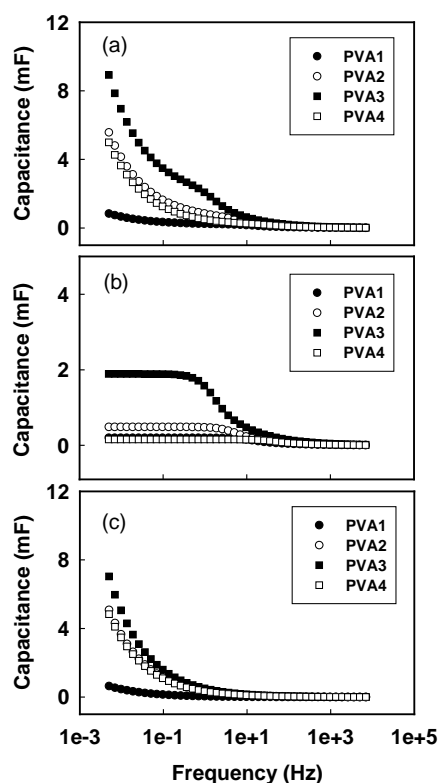 12
8
4
0
Capacitance (mF)
(a)
PVA1
PVA2
PVA3
PVA4
4
2
0
Capacitance (mF)
(b)
PVA1
PVA2
PVA3
PVA4
12
8
4
0
Capacitance (mF)
(c)
PVA1
PVA2
PVA3
PVA4
1e-3 1e-1 1e+1 1e+3 1e+5
Frequency (Hz)